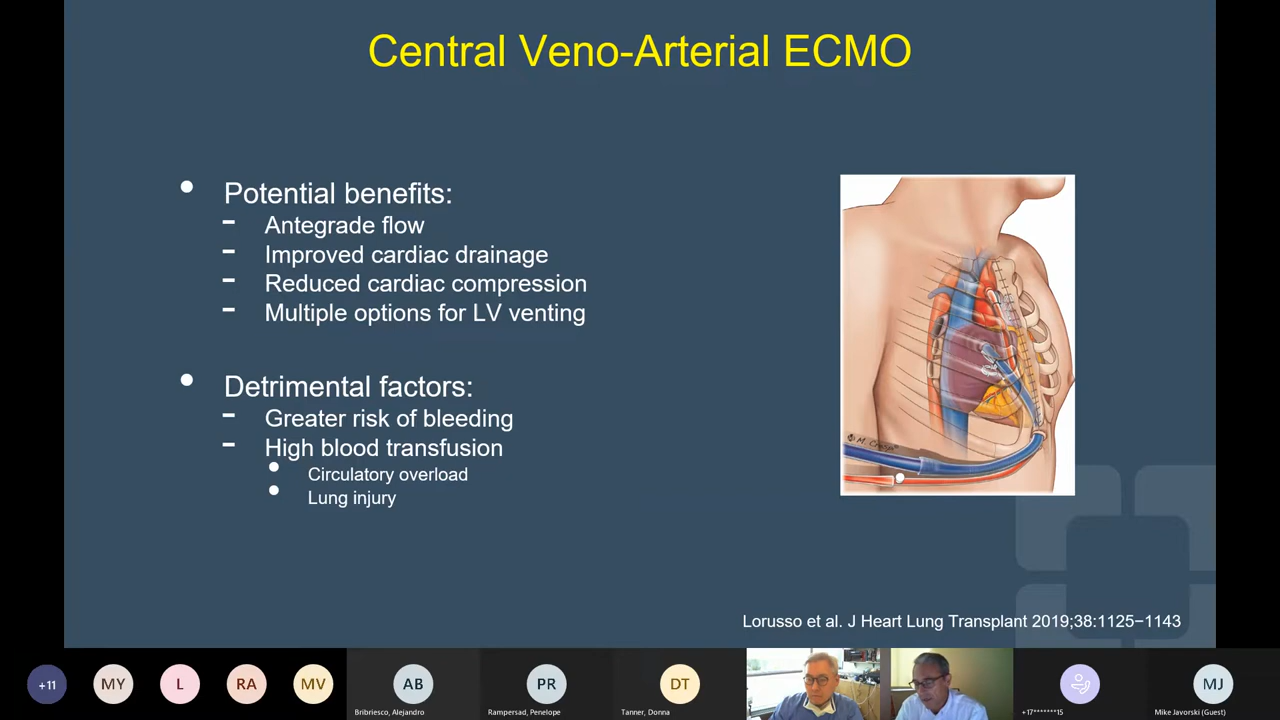 Central Veno-Arterial ECMO
Potential benefits:
Antegrade flow
Improved cardiac drainage
Reduced cardiac compression
Multiple options for LV venting
Detrimental factors:
Greater risk of bleeding
High blood transfusion
Circulatory overload
Lung injury
Lorusso et al. J Heart Lung Transplant 2019;38:1125−1143
+11
MY
L
RA
MV
AB
PR
DT
MJ
Bribriesco, Alejandro
Rampersad, Penelope
Tanner, Donna
+17*******15
Mike Javorski (Guest)